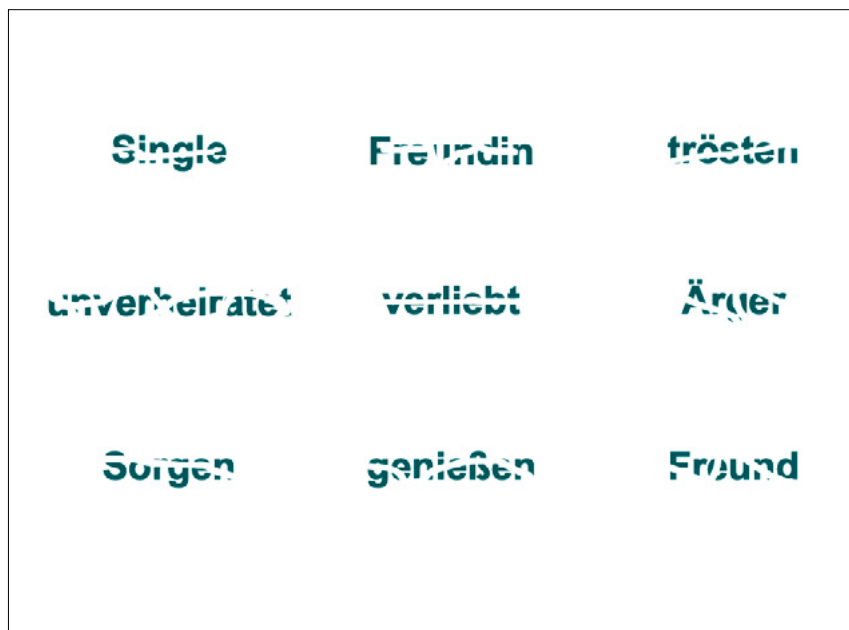 Single Freundin trösten
unverheiratet verliebt Ärger
Sorgen genießen Freund